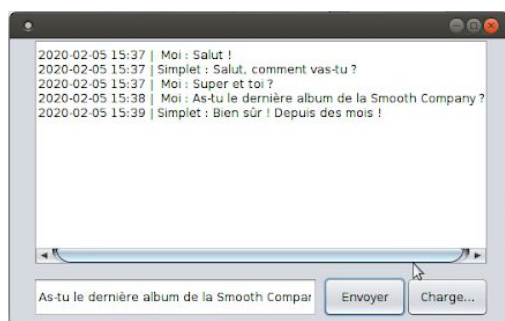 2020-02-05 15:37 | Moi : Salut !
2020-02-05 15:37 | Simplet : Salut, comment vas-tu ?
2020-02-05 15:37 | Moi : Super et toi ?
2020-02-05 15:38 | Moi : As-tu le dernière album de la Smooth Company ?
2020-02-05 15:39 | Simplet : Bien sûr ! Depuis des mois !
As-tu le dernière album de la Smooth Compar Envoyer Charge...